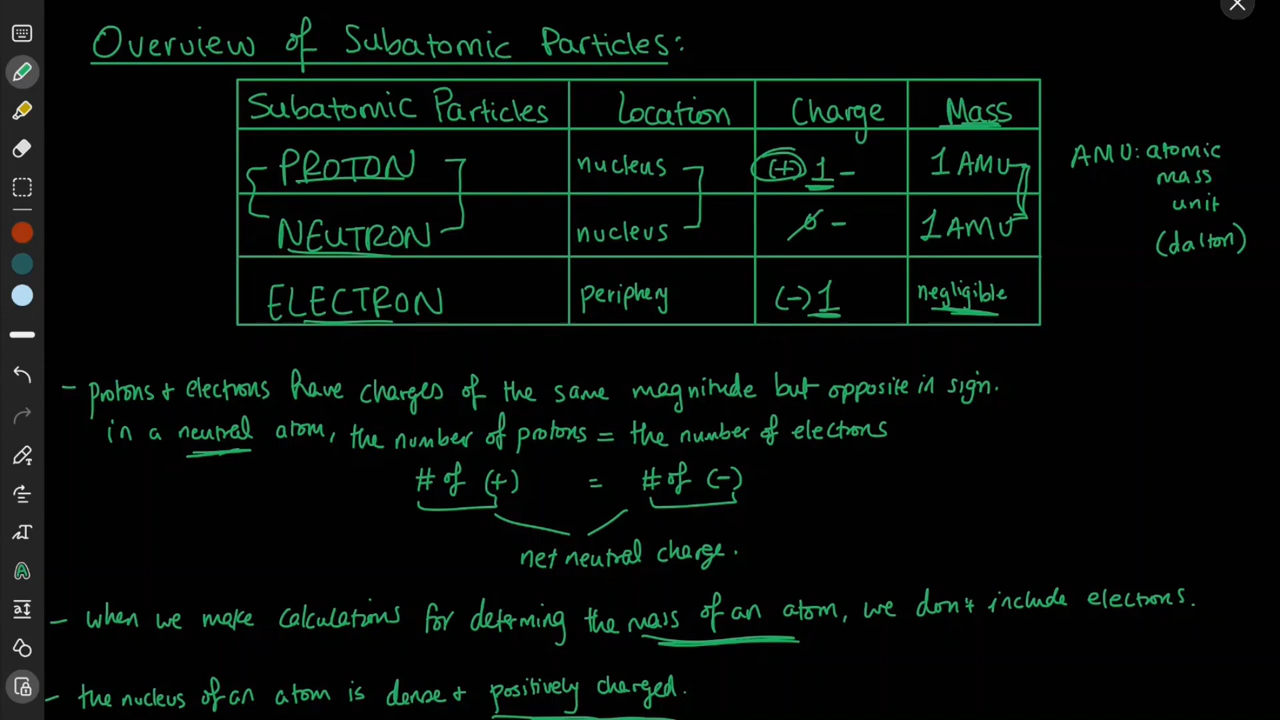 Overview of Subatomic Particles:
Subatomic Particles Location Charge Mass
PROTON nucleus (+) 1 - 1 AMU
NEUTRON nucleus ø - 1 AMU
ELECTRON periphery (-) 1 negligible
AMU: atomic
mass
unit
(dalton)
- protons + electrons have charges of the same magnitude but opposite in sign.
in a neutral atom, the number of protons = the number of electrons
# of (+) = # of (-)
net neutral charge.
- when we make calculations for determing the mass of an atom, we don't include electrons.
- the nucleus of an atom is dense + positively charged.